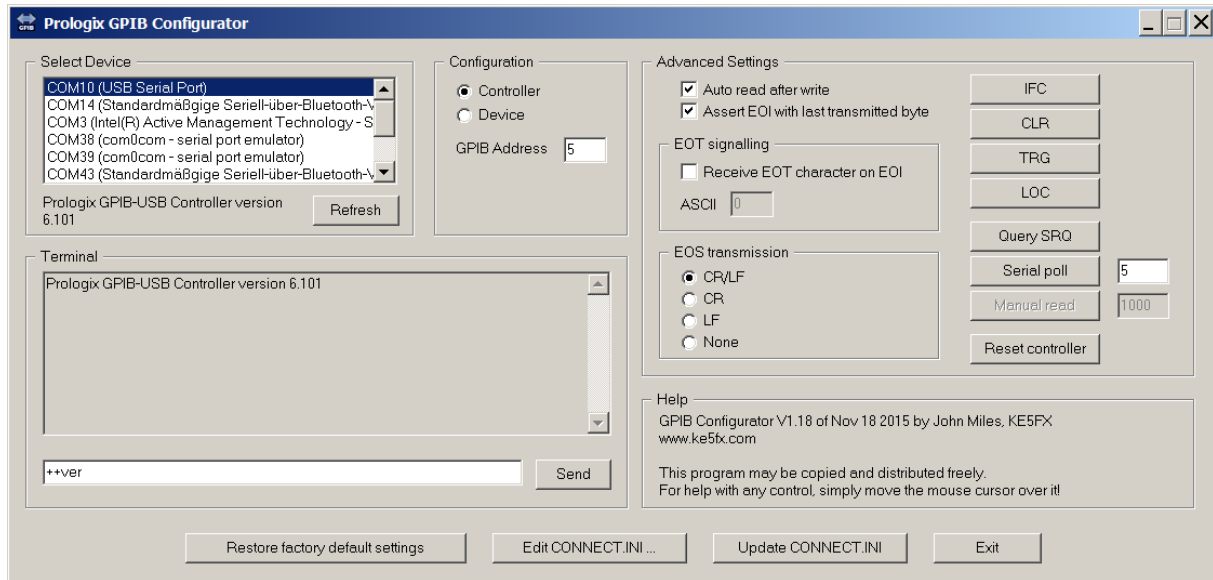 GPIB
Prologix GPIB Configurator
Select Device
COM10 (USB Serial Port)
COM14 (Standardmäßgige Seriell-über-Bluetooth-V
COM3 (Intel(R) Active Management Technology - S
COM38 (com0com - serial port emulator)
COM39 (com0com - serial port emulator)
COM43 (Standardmäßgige Seriell-über-Bluetooth-V
Prologix GPIB-USB Controller version
6.101
Refresh
Configuration
Controller
Device
GPIB Address 5
Terminal
Prologix GPIB-USB Controller version 6.101
++ver
Send
Advanced Settings
Auto read after write
Assert EOI with last transmitted byte
EOT signalling
Receive EOT character on EOI
ASCII 0
EOS transmission
CR/LF
CR
LF
None
IFC
CLR
TRG
LOC
Query SRQ
Serial poll 5
Manual read 1000
Reset controller
Help
GPIB Configurator V1.18 of Nov 18 2015 by John Miles, KE5FX
www.ke5fx.com
This program may be copied and distributed freely.
For help with any control, simply move the mouse cursor over it!
Restore factory default settings
Edit CONNECT.INI ...
Update CONNECT.INI
Exit